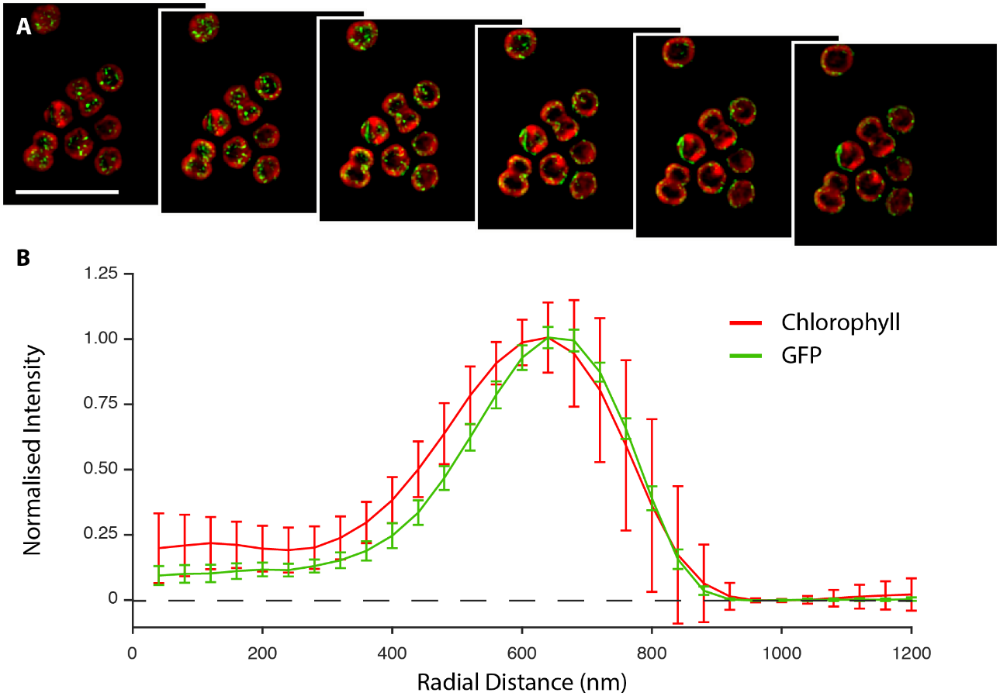 A
B
1.25
1.00
0.75
0.50
0.25
0
Normalised Intensity
Chlorophyll
GFP
0 200 400 600 800 1000 1200
Radial Distance (nm)